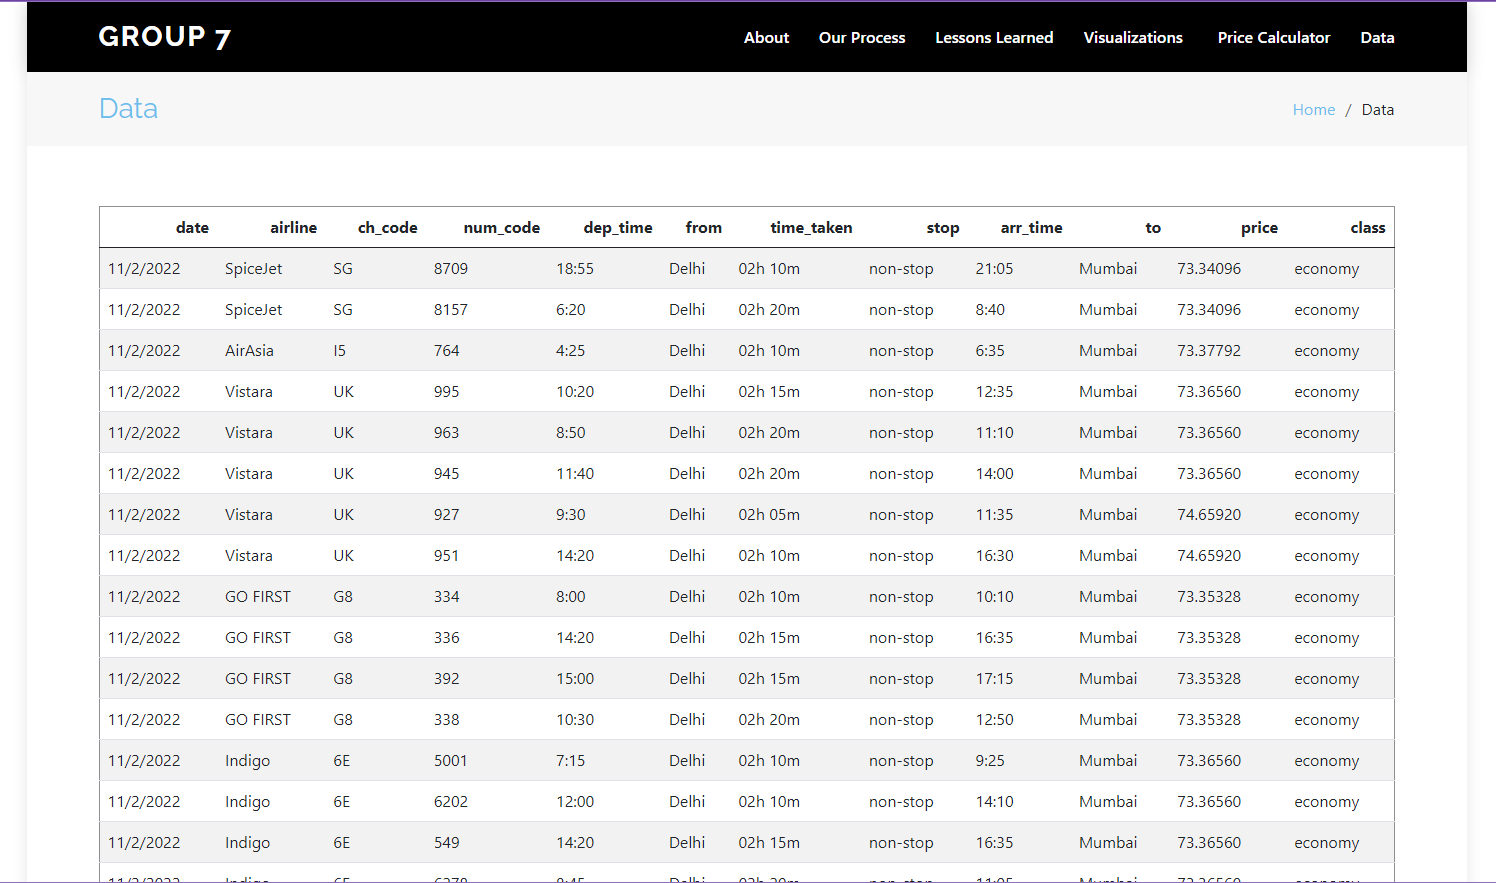 GROUP 7 About Our Process Lessons Learned Visualizations Price Calculator Data
Data Home / Data
date airline ch_code num_code dep_time from time_taken stop arr_time to price class
11/2/2022 SpiceJet SG 8709 18:55 Delhi 02h 10m non-stop 21:05 Mumbai 73.34096 economy
11/2/2022 SpiceJet SG 8157 6:20 Delhi 02h 20m non-stop 8:40 Mumbai 73.34096 economy
11/2/2022 AirAsia I5 764 4:25 Delhi 02h 10m non-stop 6:35 Mumbai 73.37792 economy
11/2/2022 Vistara UK 995 10:20 Delhi 02h 15m non-stop 12:35 Mumbai 73.36560 economy
11/2/2022 Vistara UK 963 8:50 Delhi 02h 20m non-stop 11:10 Mumbai 73.36560 economy
11/2/2022 Vistara UK 945 11:40 Delhi 02h 20m non-stop 14:00 Mumbai 73.36560 economy
11/2/2022 Vistara UK 927 9:30 Delhi 02h 05m non-stop 11:35 Mumbai 74.65920 economy
11/2/2022 Vistara UK 951 14:20 Delhi 02h 10m non-stop 16:30 Mumbai 74.65920 economy
11/2/2022 GO FIRST G8 334 8:00 Delhi 02h 10m non-stop 10:10 Mumbai 73.35328 economy
11/2/2022 GO FIRST G8 336 14:20 Delhi 02h 15m non-stop 16:35 Mumbai 73.35328 economy
11/2/2022 GO FIRST G8 392 15:00 Delhi 02h 15m non-stop 17:15 Mumbai 73.35328 economy
11/2/2022 GO FIRST G8 338 10:30 Delhi 02h 20m non-stop 12:50 Mumbai 73.35328 economy
11/2/2022 Indigo 6E 5001 7:15 Delhi 02h 10m non-stop 9:25 Mumbai 73.36560 economy
11/2/2022 Indigo 6E 6202 12:00 Delhi 02h 10m non-stop 14:10 Mumbai 73.36560 economy
11/2/2022 Indigo 6E 549 14:20 Delhi 02h 15m non-stop 16:35 Mumbai 73.36560 economy